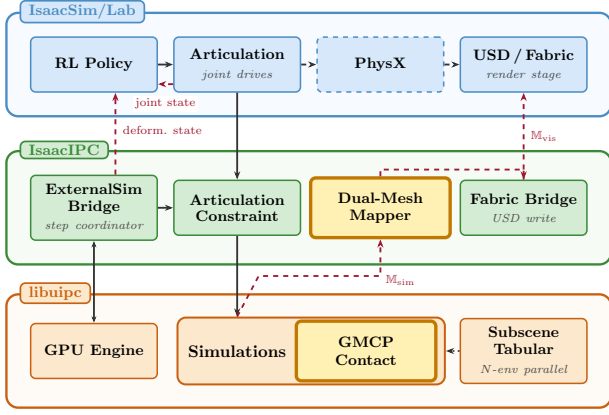 IsaacSim/Lab
RL Policy
Articulation
joint drives
PhysX
USD / Fabric
render stage
joint state
deform. state
𝕄vis
IsaacIPC
ExternalSim
Bridge
step coordinator
Articulation
Constraint
Dual-Mesh
Mapper
Fabric Bridge
USD write
𝕄sim
libuipc
GPU Engine
Simulations
GMCP
Contact
Subscene
Tabular
N-env parallel